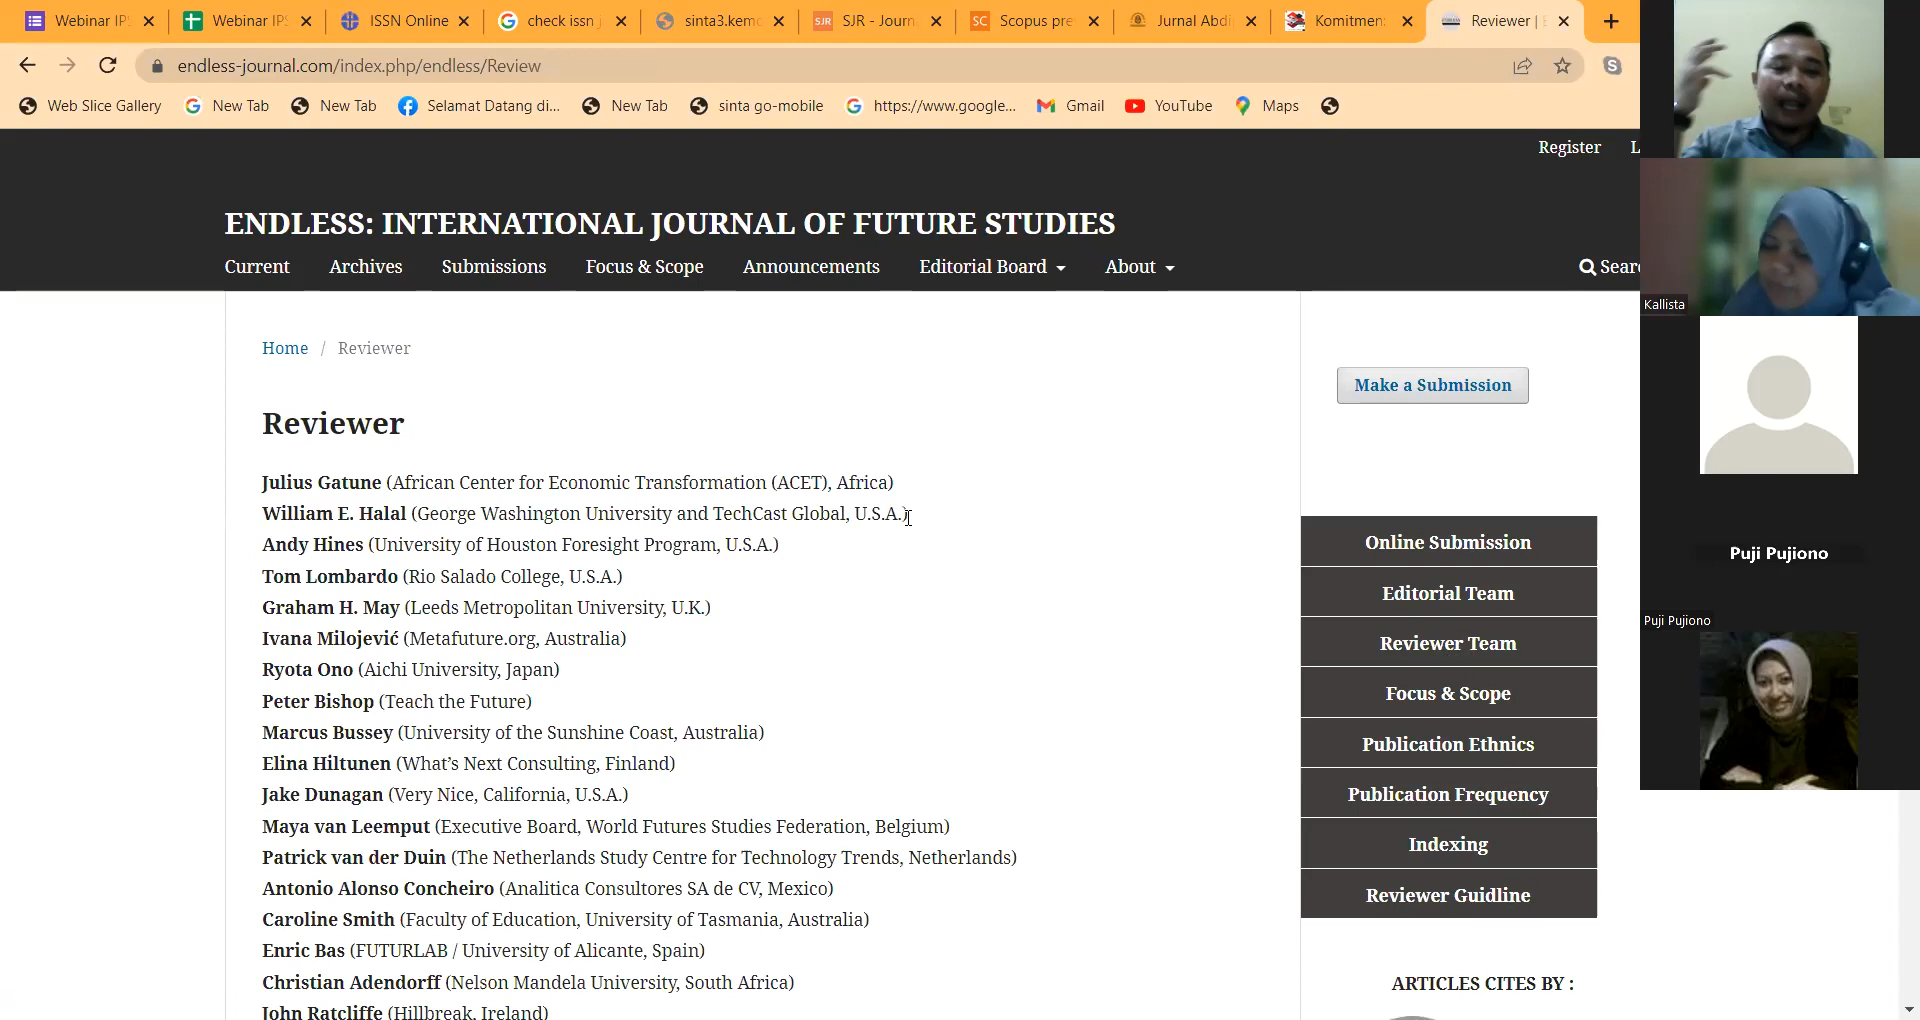 Webinar IPS
Webinar IPS
ISSN Online
check issn j
sinta3.kemd
SJR - Journ
Scopus pre
Jurnal Abdi
Komitmen
Reviewer |
endless-journal.com/index.php/endless/Review
Web Slice Gallery
New Tab
New Tab
Selamat Datang di...
New Tab
sinta go-mobile
https://www.google...
Gmail
YouTube
Maps
Register
L
ENDLESS: INTERNATIONAL JOURNAL OF FUTURE STUDIES
Current
Archives
Submissions
Focus & Scope
Announcements
Editorial Board
About
Searc
Home / Reviewer
Reviewer
Julius Gatune (African Center for Economic Transformation (ACET), Africa)
William E. Halal (George Washington University and TechCast Global, U.S.A.)
Andy Hines (University of Houston Foresight Program, U.S.A.)
Tom Lombardo (Rio Salado College, U.S.A.)
Graham H. May (Leeds Metropolitan University, U.K.)
Ivana Milojević (Metafuture.org, Australia)
Ryota Ono (Aichi University, Japan)
Peter Bishop (Teach the Future)
Marcus Bussey (University of the Sunshine Coast, Australia)
Elina Hiltunen (What’s Next Consulting, Finland)
Jake Dunagan (Very Nice, California, U.S.A.)
Maya van Leemput (Executive Board, World Futures Studies Federation, Belgium)
Patrick van der Duin (The Netherlands Study Centre for Technology Trends, Netherlands)
Antonio Alonso Concheiro (Analitica Consultores SA de CV, Mexico)
Caroline Smith (Faculty of Education, University of Tasmania, Australia)
Enric Bas (FUTURLAB / University of Alicante, Spain)
Christian Adendorff (Nelson Mandela University, South Africa)
John Ratcliffe (Hillbreak, Ireland)
Make a Submission
Online Submission
Editorial Team
Reviewer Team
Focus & Scope
Publication Ethnics
Publication Frequency
Indexing
Reviewer Guidline
ARTICLES CITES BY :
Kallista
Puji Pujiono
Puji Pujiono